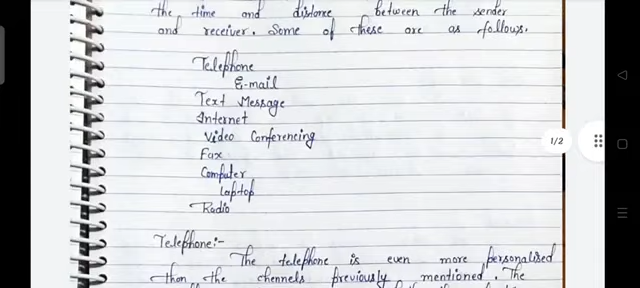 the time and distance between the sender
and receiver. Some of these are as follows.
Telephone
E-mail
Text Message
Internet
Video Conferencing
Fax
Computer
Laptop
Radio
1/2
Telephone:-
The telephone is even more personalised
than the channels previously mentioned. The